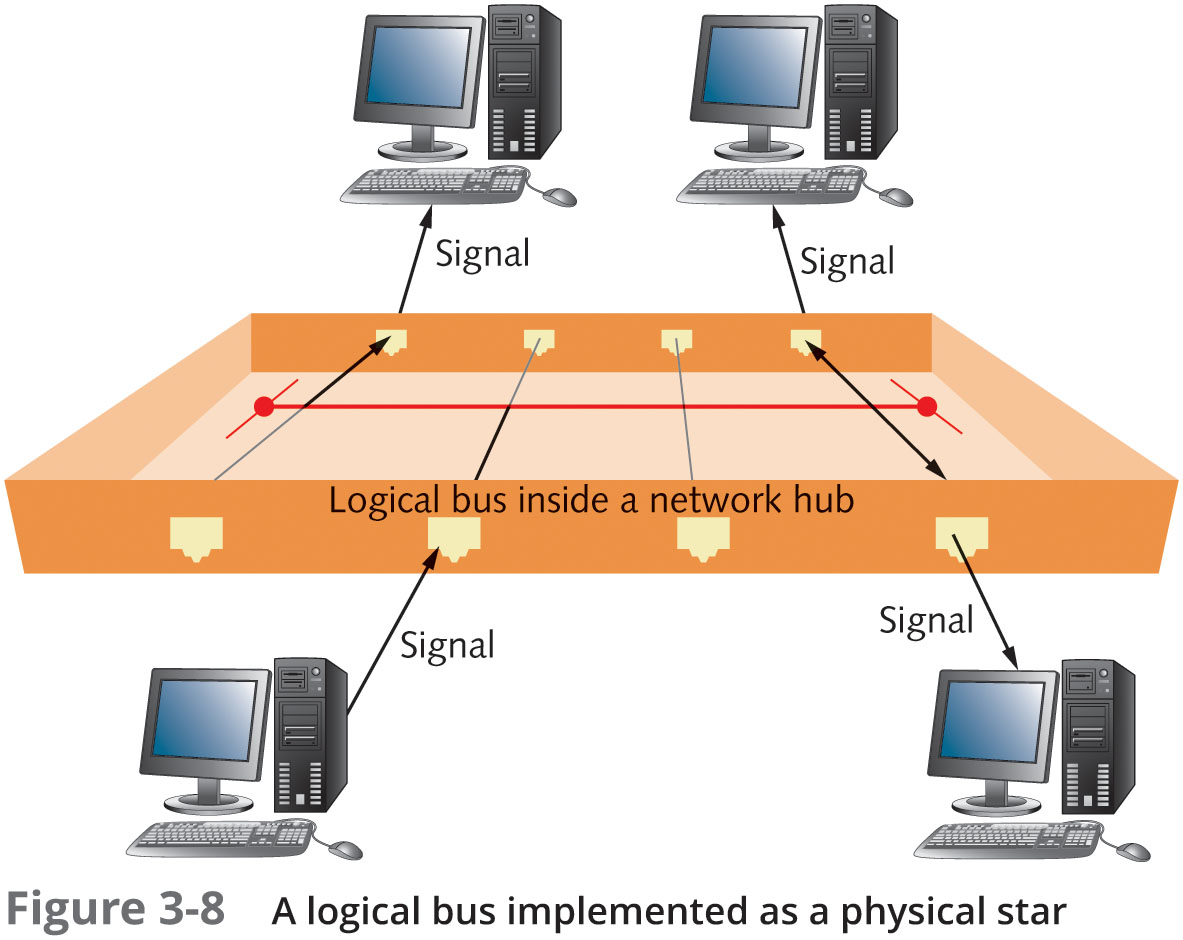 Signal
Signal
Logical bus inside a network hub
Signal
Signal
Figure 3-8 A logical bus implemented as a physical star